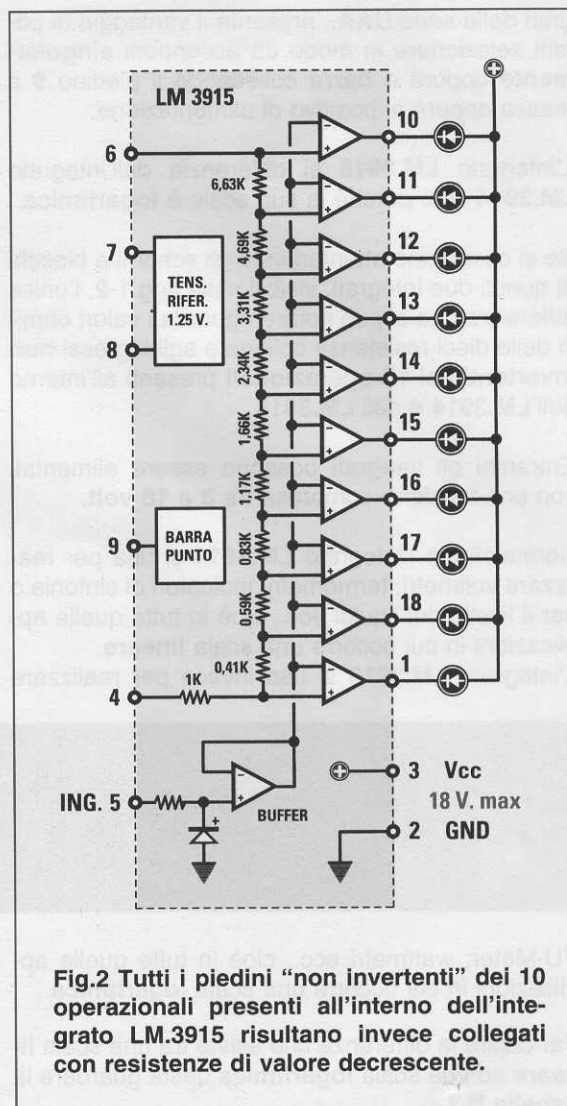 LM 3915
6
7
8
9
4
TENS.
RIFER.
1.25 V.
BARRA
PUNTO
6,63K
4,69K
3,31K
2,34K
1,66K
1,17K
0,83K
0,59K
0,41K
1K
10
11
12
13
14
15
16
17
18
1
ING. 5
BUFFER
3 Vcc
18 V. max
2 GND
Fig.2 Tutti i piedini “non invertenti” dei 10
operazionali presenti all'interno dell'inte-
grato LM.3915 risultano invece collegati
con resistenze di valore decrescente.